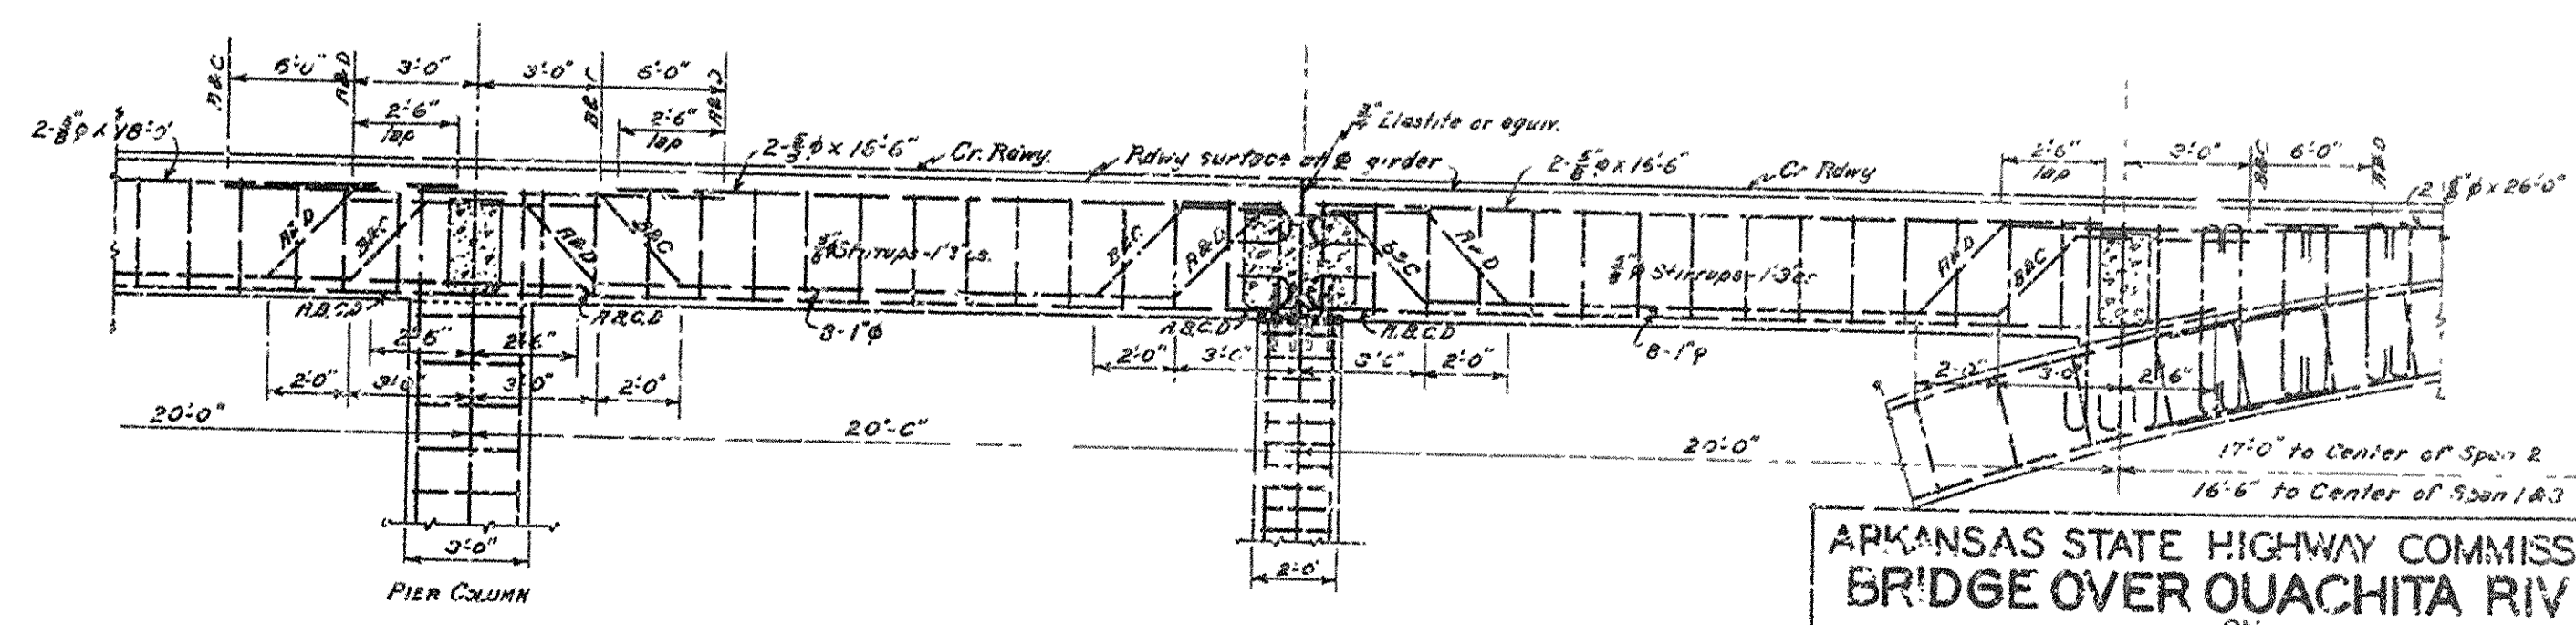 B&C
6'-0"
A&D
3'-0"
3'-0"
B&C
6'-0"
A&D
2'-6"
lap
2'-6"
lap
2-⅝"φ x 18'-0"
2-⅝"φ x 15'-6"
Cr. Rdwy.
Rdwy surface at ℄ girder
¾" Elastite or equiv.
2-⅝"φ x 15'-6"
Cr Rdwy
2'-6"
lap
3'-0"
B&C
6'-0"
A&D
2-⅝"φ x 26'-0"
A&D
B&C
A&D
B&C
Stirrups-1'-3"cs.
B&C
A&D
B&C
A&D
⅜"φ Stirrups-1'-3"cs
A&D
B&C
A.B.C.D
A.B.C.D
8-1"φ
A.B.C.D
A.B.C.D
8-1"φ
2'-6"
2'-6"
2'-0"
3'-0"
3'-0"
2'-0"
2'-0"
3'-0"
3'-0"
2'-0"
2'-0"
3'-0"
2'-6"
20'-0"
20'-0"
20'-0"
17'-0" to Center of Span 2
16'-6" to Center of Span 1&3
3'-0"
PIER COLUMN
2'-0"
ARKANSAS STATE HIGHWAY COMMISS
BRIDGE OVER OUACHITA RIV